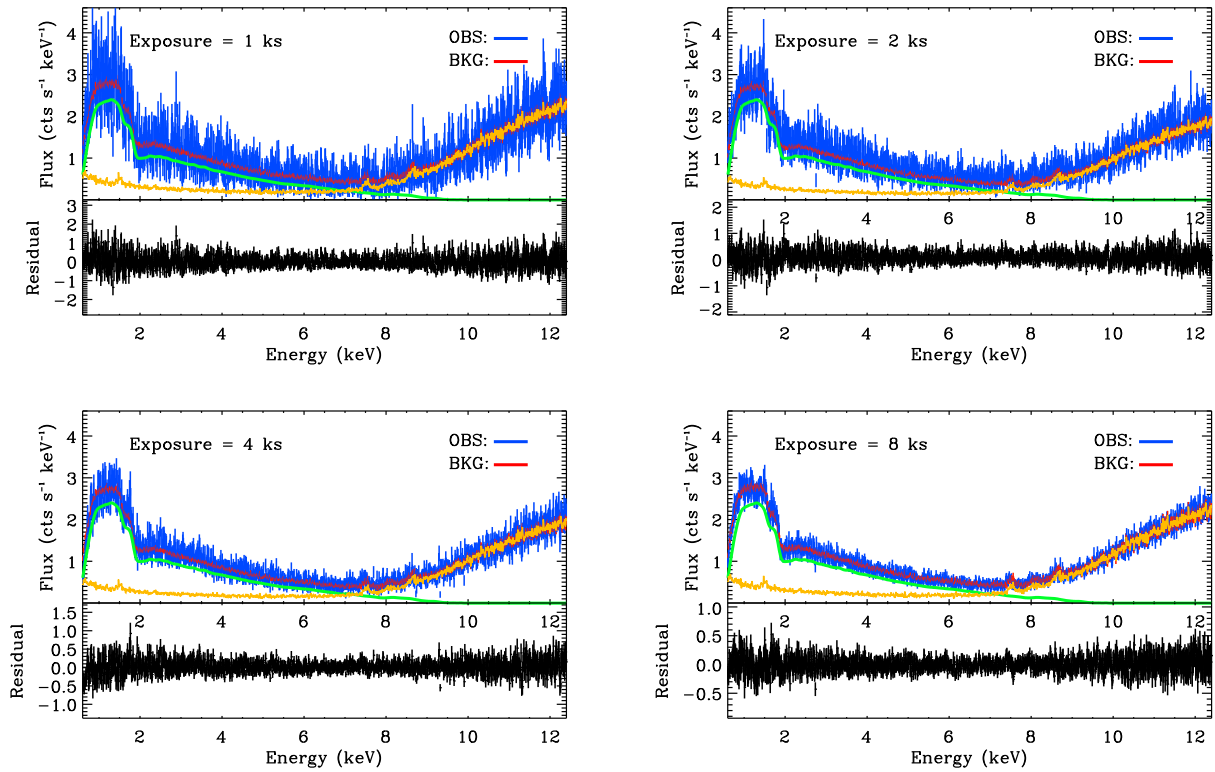 Exposure = 1 ks
OBS:
BKG:
Flux (cts s⁻¹ keV⁻¹)
4
3
2
1
Residual
3
2
1
0
−1
−2
2 4 6 8 10 12
Energy (keV)
Exposure = 2 ks
OBS:
BKG:
Flux (cts s⁻¹ keV⁻¹)
4
3
2
1
2 4 6 8 10 12
Residual
2
1
0
−1
−2
2 4 6 8 10 12
Energy (keV)
Exposure = 4 ks
OBS:
BKG:
Flux (cts s⁻¹ keV⁻¹)
4
3
2
1
Residual
1.5
1.0
0.5
0.0
−0.5
−1.0
2 4 6 8 10 12
Energy (keV)
Exposure = 8 ks
OBS:
BKG:
Flux (cts s⁻¹ keV⁻¹)
4
3
2
1
Residual
1.0
0.5
0.0
−0.5
2 4 6 8 10 12
Energy (keV)